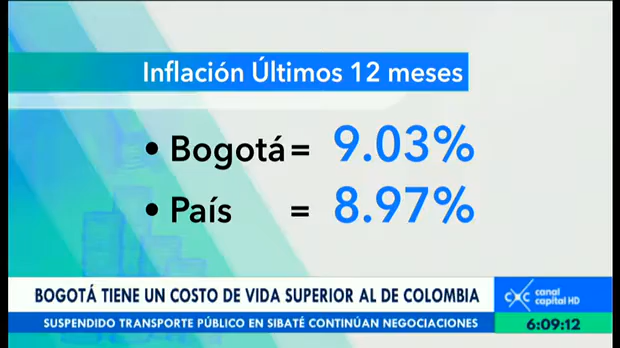 Inflación Últimos 12 meses
• Bogotá = 9.03%
• País = 8.97%
BOGOTÁ TIENE UN COSTO DE VIDA SUPERIOR AL DE COLOMBIA
canal
capital HD
SUSPENDIDO TRANSPORTE PÚBLICO EN SIBATÉ CONTINÚAN NEGOCIACIONES
6:09:12